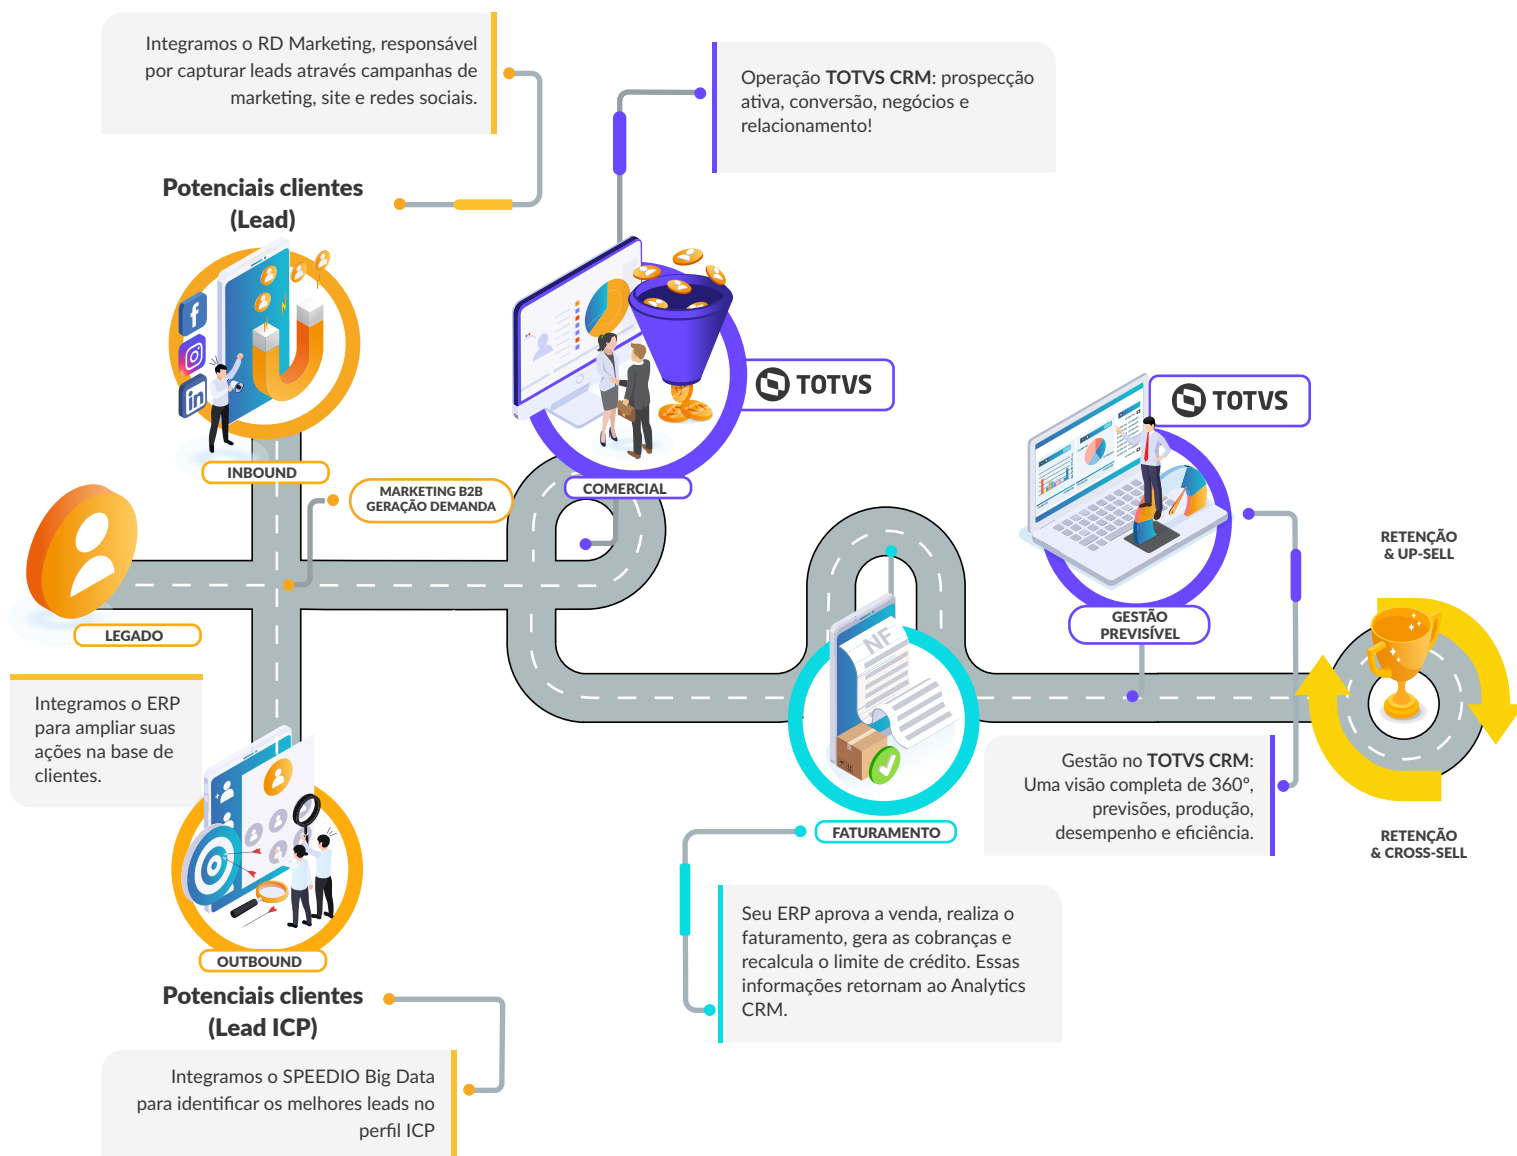 Integramos o RD Marketing, responsável
por capturar leads através campanhas de
marketing, site e redes sociais.
Operação TOTVS CRM: prospecção
ativa, conversão, negócios e
relacionamento!
Potenciais clientes
(Lead)
f
in
INBOUND
MARKETING B2B
GERAÇÃO DEMANDA
COMERCIAL
TOTVS
TOTVS
LEGADO
Integramos o ERP
para ampliar suas
ações na base de
clientes.
GESTÃO
PREVISÍVEL
RETENÇÃO
& UP-SELL
NF
Gestão no TOTVS CRM:
Uma visão completa de 360º,
previsões, produção,
desempenho e eficiência.
RETENÇÃO
& CROSS-SELL
FATURAMENTO
Seu ERP aprova a venda, realiza o
faturamento, gera as cobranças e
recalcula o limite de crédito. Essas
informações retornam ao Analytics
CRM.
OUTBOUND
Potenciais clientes
(Lead ICP)
Integramos o SPEEDIO Big Data
para identificar os melhores leads no
perfil ICP